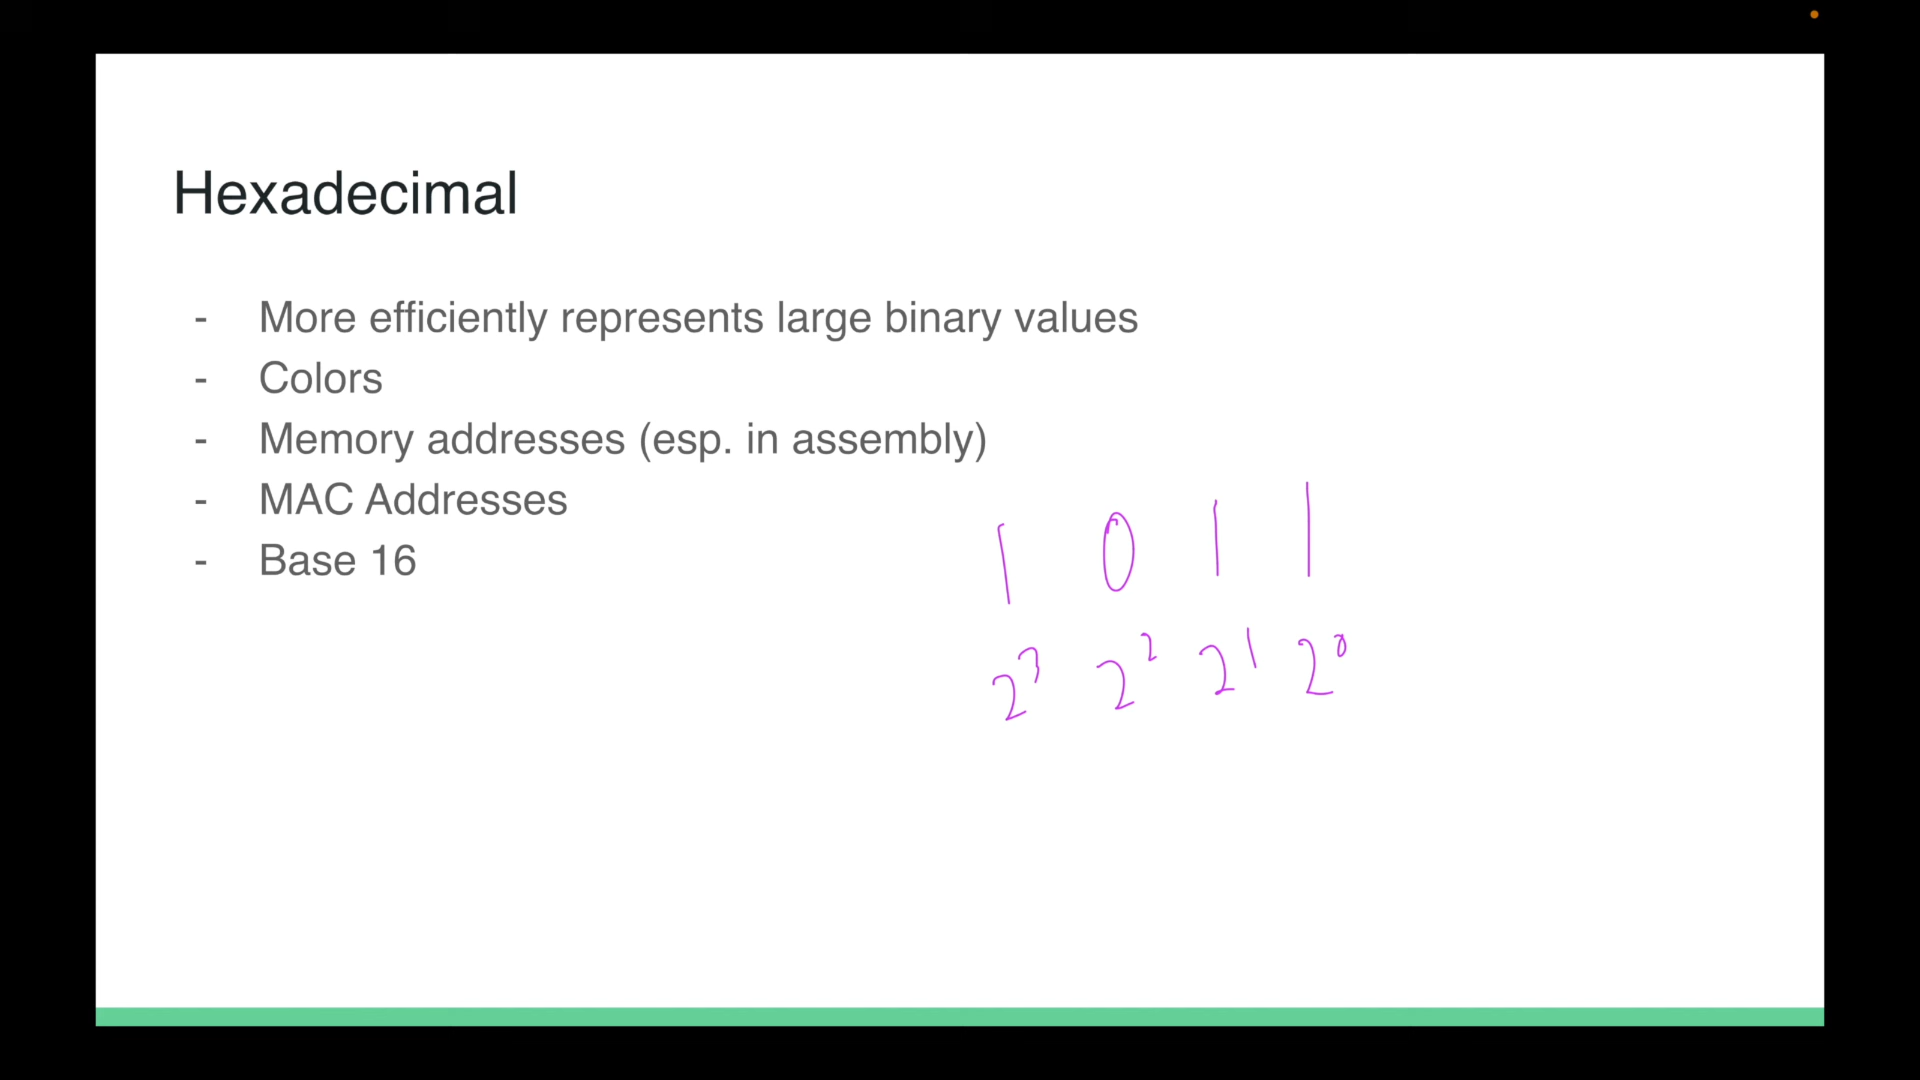 Hexadecimal
- More efficiently represents large binary values
- Colors
- Memory addresses (esp. in assembly)
- MAC Addresses
- Base 16
1 0 1 1
2³ 2² 2¹ 2⁰